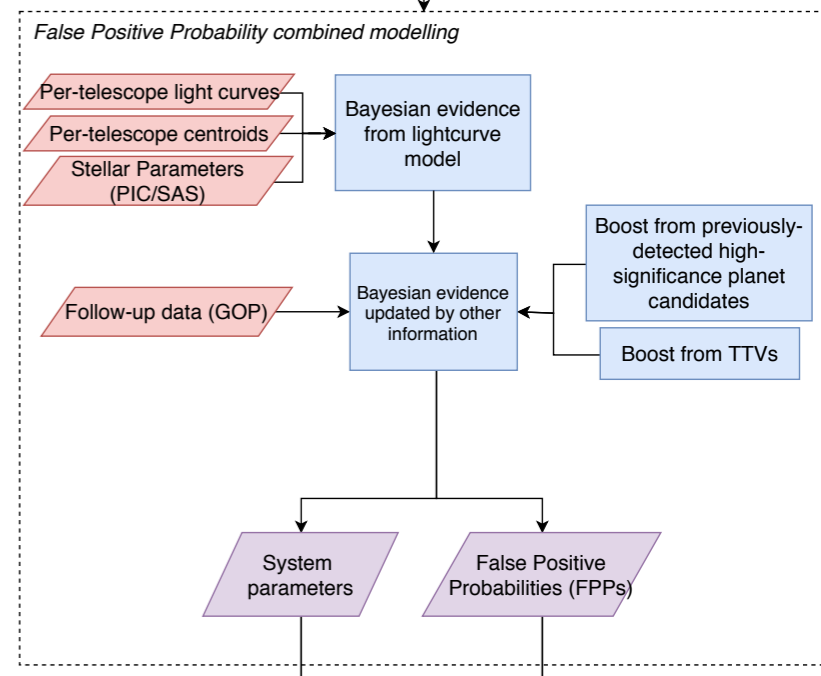 False Positive Probability combined modelling
Per-telescope light curves
Per-telescope centroids
Stellar Parameters
(PIC/SAS)
Bayesian evidence
from lightcurve
model
Boost from previously-
detected high-
significance planet
candidates
Follow-up data (GOP)
Bayesian evidence
updated by other
information
Boost from TTVs
System
parameters
False Positive
Probabilities (FPPs)